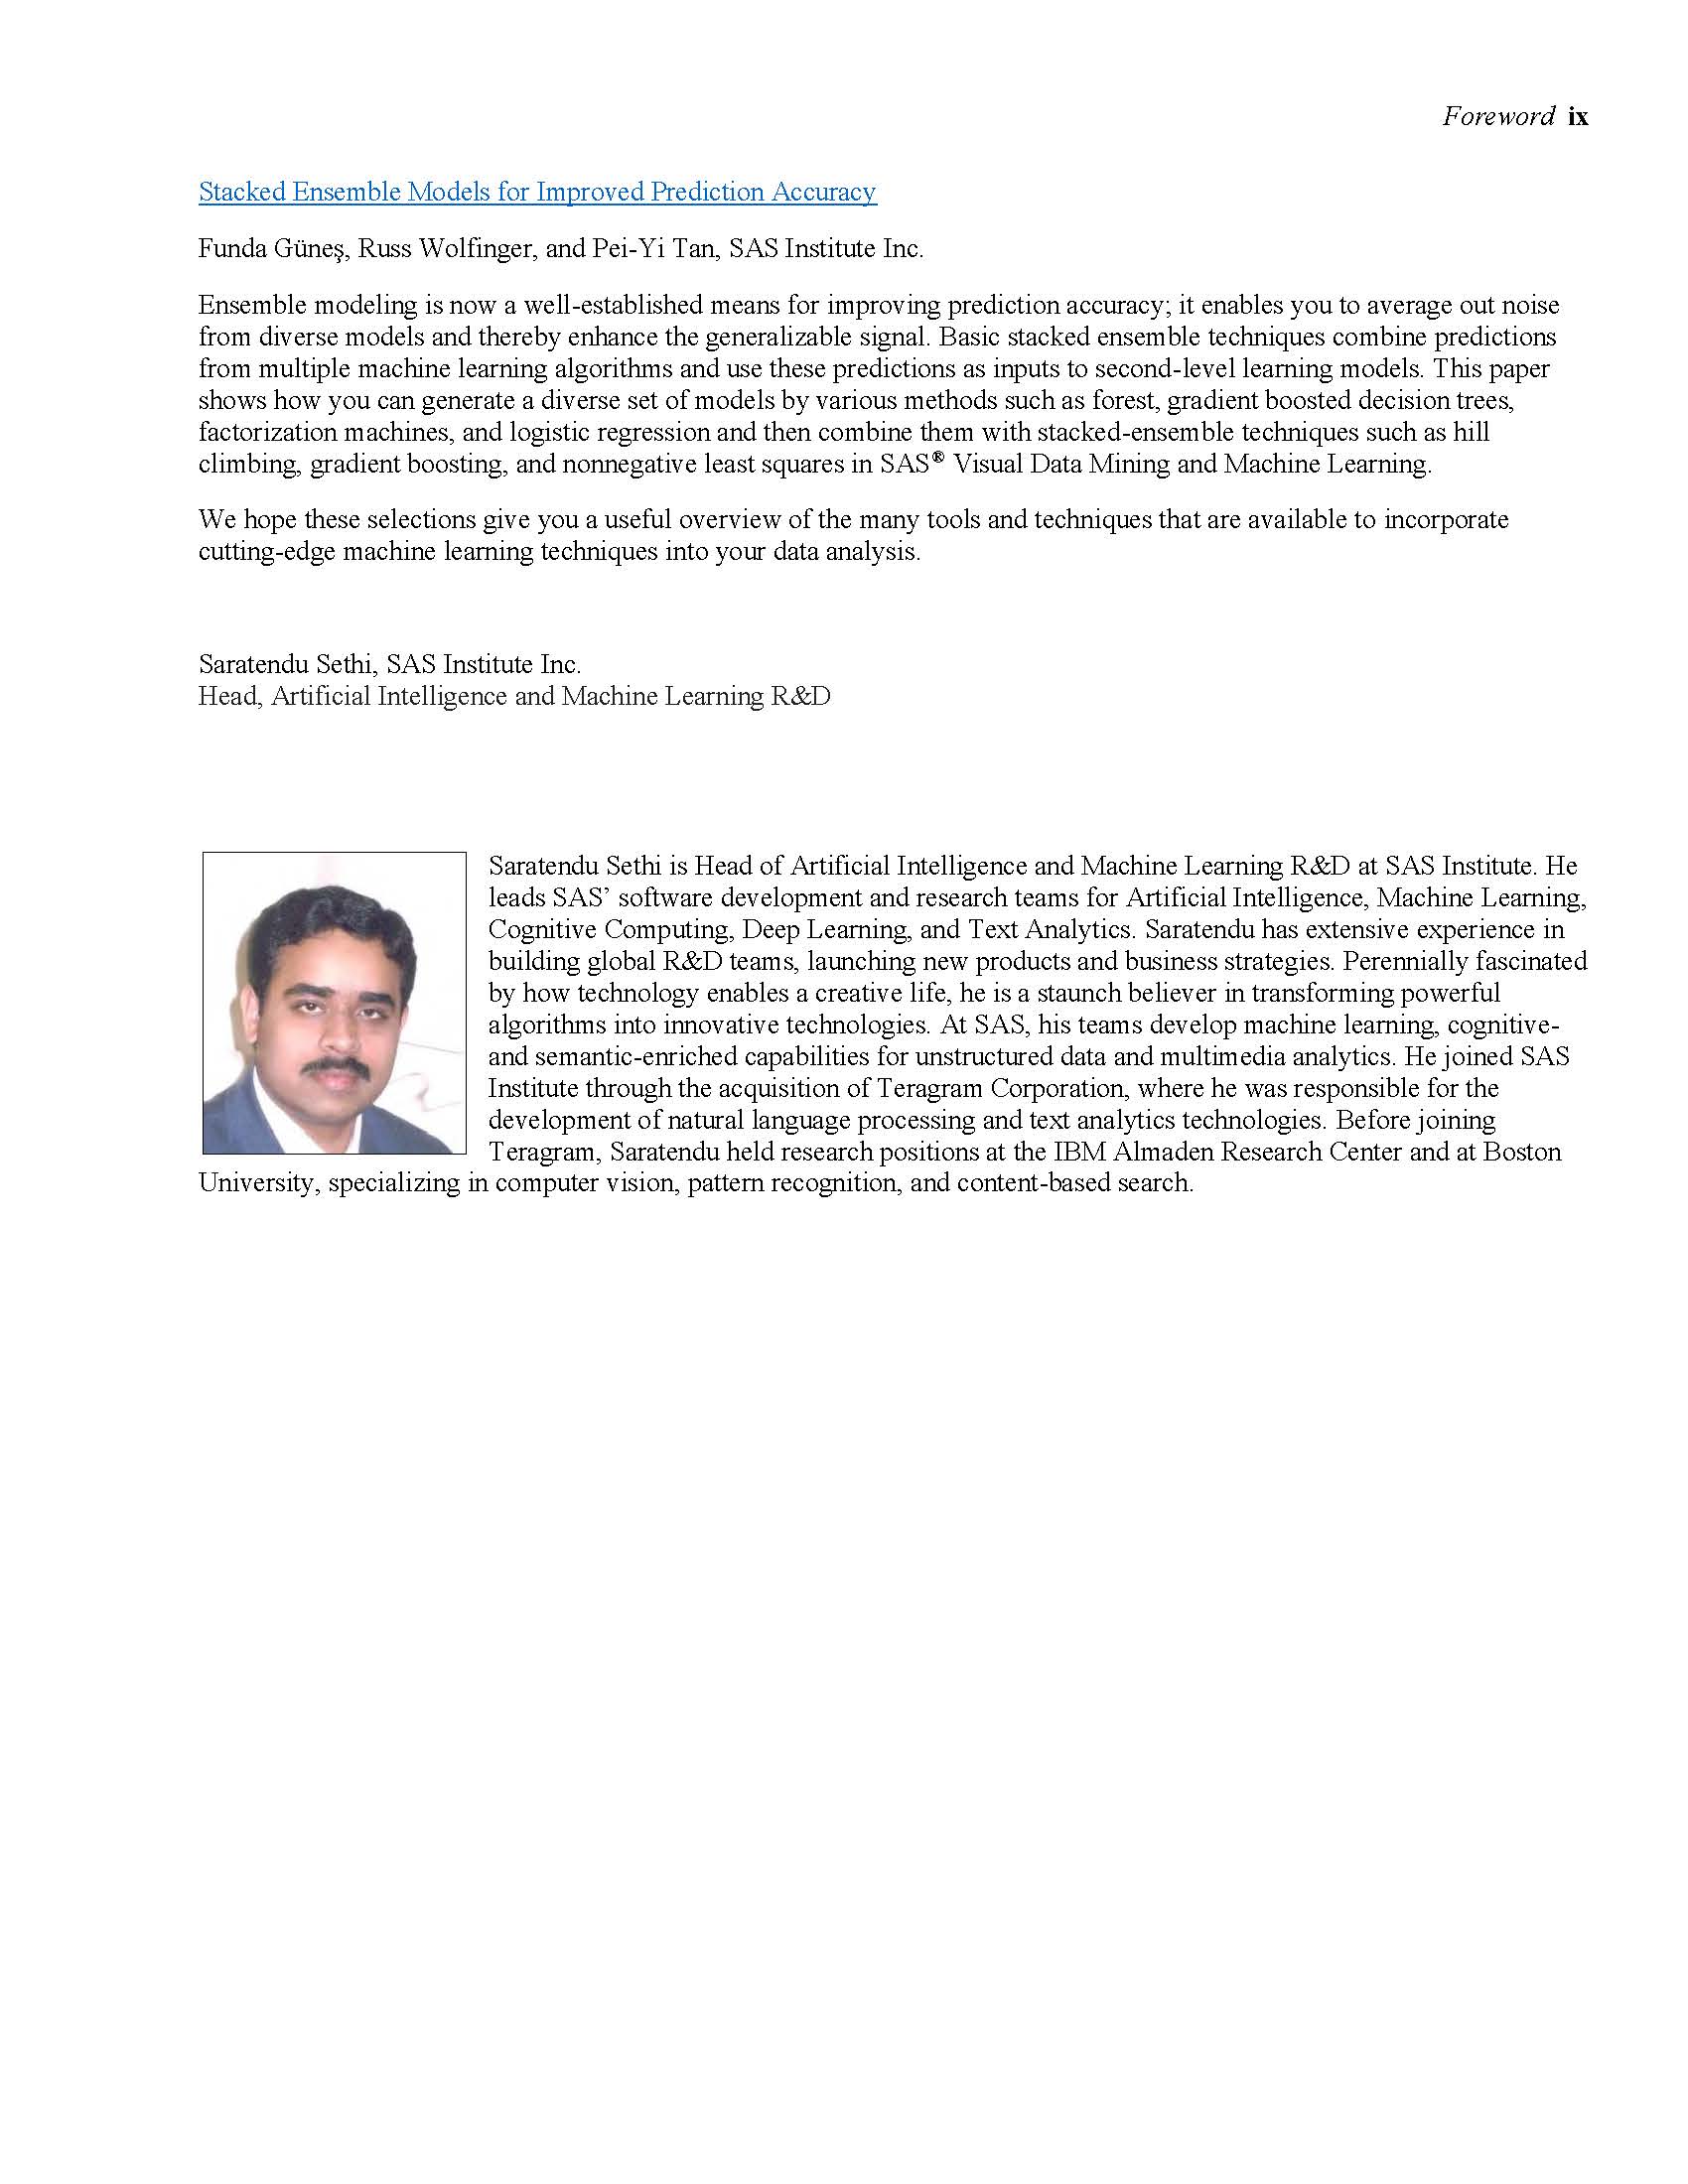 Foreword ix
Stacked Ensemble Models for Improved Prediction Accuracy
Funda Güneş, Russ Wolfinger, and Pei-Yi Tan, SAS Institute Inc.
Ensemble modeling is now a well-established means for improving prediction accuracy; it enables you to average out noise
from diverse models and thereby enhance the generalizable signal. Basic stacked ensemble techniques combine predictions
from multiple machine learning algorithms and use these predictions as inputs to second-level learning models. This paper
shows how you can generate a diverse set of models by various methods such as forest, gradient boosted decision trees,
factorization machines, and logistic regression and then combine them with stacked-ensemble techniques such as hill
climbing, gradient boosting, and nonnegative least squares in SAS® Visual Data Mining and Machine Learning.
We hope these selections give you a useful overview of the many tools and techniques that are available to incorporate
cutting-edge machine learning techniques into your data analysis.
Saratendu Sethi, SAS Institute Inc.
Head, Artificial Intelligence and Machine Learning R&D
Saratendu Sethi is Head of Artificial Intelligence and Machine Learning R&D at SAS Institute. He
leads SAS’ software development and research teams for Artificial Intelligence, Machine Learning,
Cognitive Computing, Deep Learning, and Text Analytics. Saratendu has extensive experience in
building global R&D teams, launching new products and business strategies. Perennially fascinated
by how technology enables a creative life, he is a staunch believer in transforming powerful
algorithms into innovative technologies. At SAS, his teams develop machine learning, cognitive-
and semantic-enriched capabilities for unstructured data and multimedia analytics. He joined SAS
Institute through the acquisition of Teragram Corporation, where he was responsible for the
development of natural language processing and text analytics technologies. Before joining
Teragram, Saratendu held research positions at the IBM Almaden Research Center and at Boston
University, specializing in computer vision, pattern recognition, and content-based search.